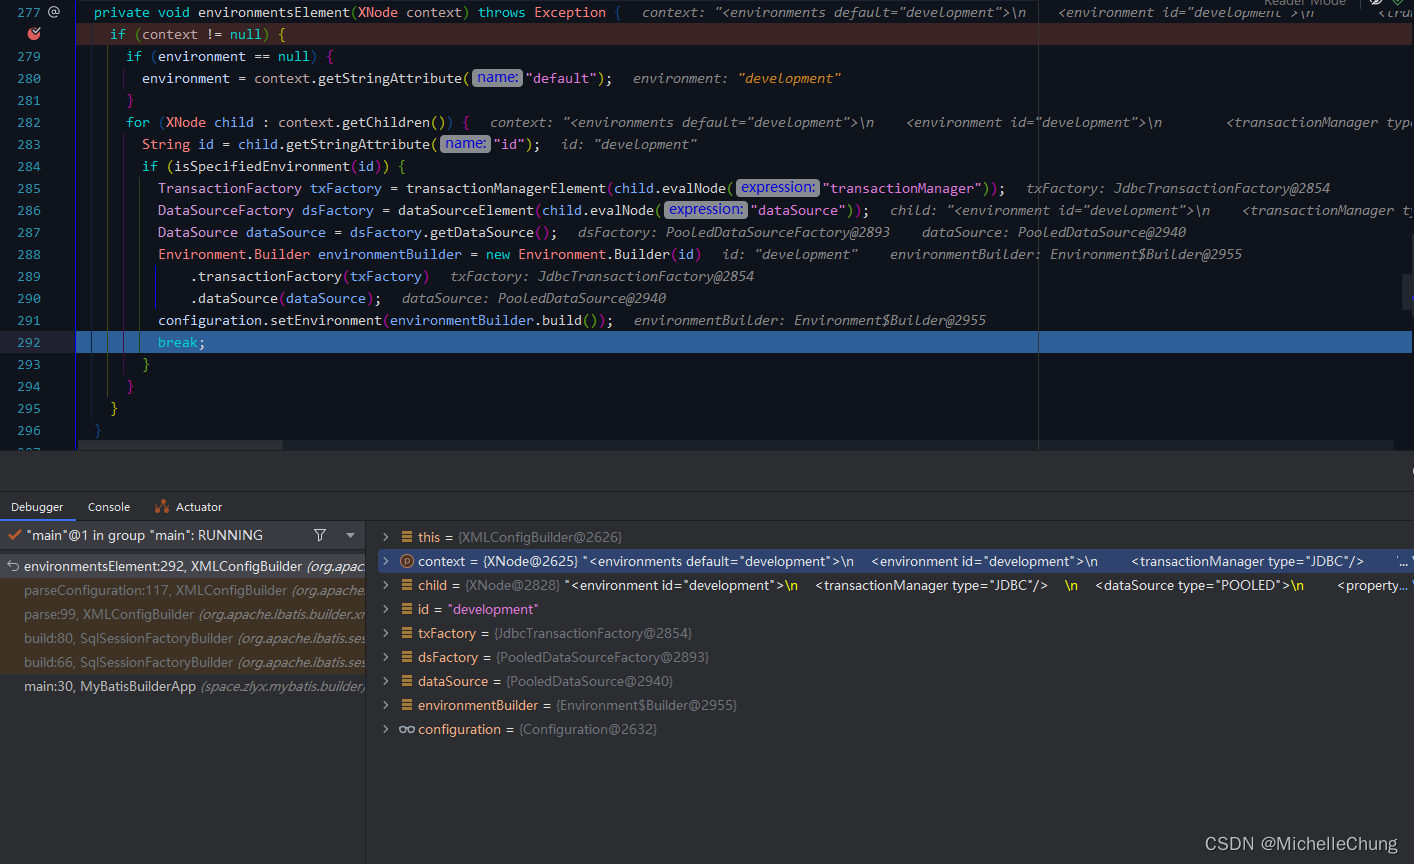 277 @ private void environmentsElement(XNode context) throws Exception { context: "<environments default="development">\n <environment id="development">\n <tran
Reader Mode
if (context != null) {
279 if (environment == null) {
280 environment = context.getStringAttribute( name: "default"); environment: "development"
281 }
282 for (XNode child : context.getChildren()) { context: "<environments default="development">\n <environment id="development">\n <transactionManager type
283 String id = child.getStringAttribute( name: "id"); id: "development"
284 if (isSpecifiedEnvironment(id)) {
285 TransactionFactory txFactory = transactionManagerElement(child.evalNode( expression: "transactionManager")); txFactory: JdbcTransactionFactory@2854
286 DataSourceFactory dsFactory = dataSourceElement(child.evalNode( expression: "dataSource")); child: "<environment id="development">\n <transactionManager ty
287 DataSource dataSource = dsFactory.getDataSource(); dsFactory: PooledDataSourceFactory@2893 dataSource: PooledDataSource@2940
288 Environment.Builder environmentBuilder = new Environment.Builder(id) id: "development" environmentBuilder: Environment$Builder@2955
289 .transactionFactory(txFactory) txFactory: JdbcTransactionFactory@2854
290 .dataSource(dataSource); dataSource: PooledDataSource@2940
291 configuration.setEnvironment(environmentBuilder.build()); environmentBuilder: Environment$Builder@2955
292 break;
293 }
294 }
295 }
296 }
Debugger Console Actuator
"main"@1 in group "main": RUNNING
environmentsElement:292, XMLConfigBuilder (org.apac
parseConfiguration:117, XMLConfigBuilder (org.apache.
parse:99, XMLConfigBuilder (org.apache.ibatis.builder.xm
build:80, SqlSessionFactoryBuilder (org.apache.ibatis.ses
build:66, SqlSessionFactoryBuilder (org.apache.ibatis.ses
main:30, MyBatisBuilderApp (space.zlyx.mybatis.builder)
this = {XMLConfigBuilder@2626}
context = {XNode@2625} "<environments default="development">\n <environment id="development">\n <transactionManager type="JDBC"/> ...
child = {XNode@2828} "<environment id="development">\n <transactionManager type="JDBC"/> \n <dataSource type="POOLED">\n <property...
id = "development"
txFactory = {JdbcTransactionFactory@2854}
dsFactory = {PooledDataSourceFactory@2893}
dataSource = {PooledDataSource@2940}
environmentBuilder = {Environment$Builder@2955}
configuration = {Configuration@2632}
CSDN @MichelleChung